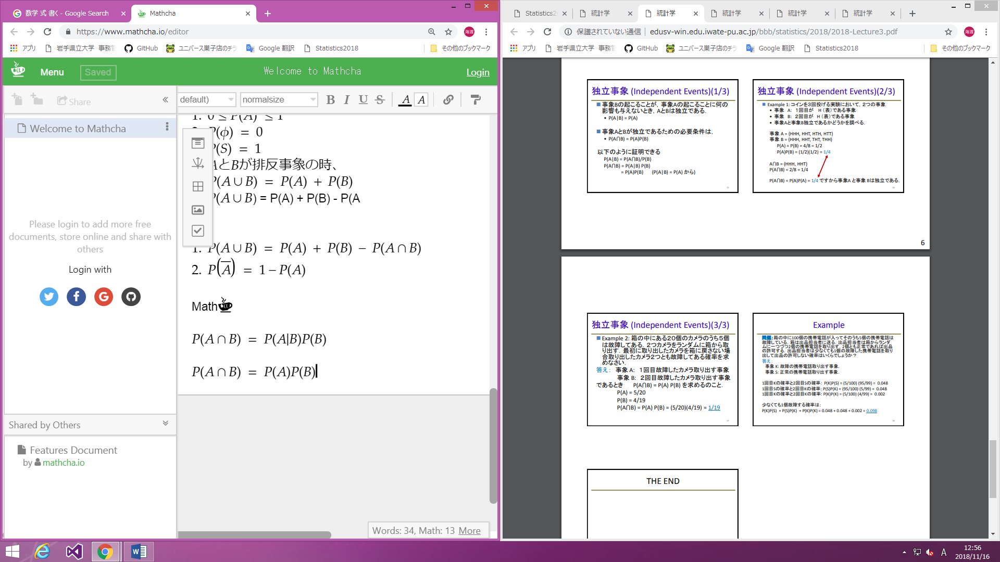 数学 式 書く - Google Search
Mathcha
https://www.mathcha.io/editor
海渡
アプリ
岩手県立大学
GitHub
ユニバース巣子店のチラ
Google 翻訳
Statistics2018
その他のブックマーク
Menu
Saved
Welcome to Mathcha
Login
Share
default)
normalsize
B I U S A A
Welcome to Mathcha
Please login to add more free
documents, store online and share with
others
Login with
Shared by Others
Features Document
by mathcha.io
1. 0 ≤ P(A) ≤ 1
P(ϕ) = 0
P(S) = 1
AとBが排反事象の時、
P(A ∪ B) = P(A) + P(B)
P(A ∪ B) = P(A) + P(B) - P(A
1. P(A ∪ B) = P(A) + P(B) − P(A ∩ B)
2. P(A̅) = 1 − P(A)
Math
P(A ∩ B) = P(A|B)P(B)
P(A ∩ B) = P(A)P(B)
Words: 34, Math: 13 More
Statistics2
統計学
統計学
統計学
統計学
統計学
保護されていない通信
edusv-win.edu.iwate-pu.ac.jp/bbb/statistics/2018/2018-Lecture3.pdf
海渡
アプリ
岩手県立大学
GitHub
ユニバース巣子店のチラ
Google 翻訳
Statistics2018
その他のブックマーク
独立事象 (Independent Events)(1/3)
事象Bの起こることが，事象Aの起こることに何の
影響も与えないとき，AとBは独立である．
• P(A|B) = P(A)
事象AとBが独立であるための必要条件は，
• P(A∩B) = P(A)P(B)
以下のように証明できる
P(A|B) = P(A∩B)/P(B)
P(A∩B) = P(A|B) P(B)
= P(A)P(B) (P(A|B) = P(A) から)
独立事象 (Independent Events)(2/3)
Example 1: コインを3回投げる実験において，2つの事象
• 事象 A: 1回目が H（表）である事象
• 事象 B: 2回目が H（表）である事象
• 事象Aと事象B独立であるかどうかを調べる．
事象 A = {HHH, HHT, HTH, HTT}
事象 B = {HHH, HHT, THT, THH}
P(A) = P(B) = 4/8 = 1/2
P(A)P(B) = (1/2)(1/2) = 1/4
A∩B = {HHH, HHT}
P(A∩B) = 2/8 = 1/4
P(A∩B) = P(A)P(A) = 1/4 ですから事象A と事象 Bは独立である．
6
独立事象 (Independent Events)(3/3)
Example 2: 箱の中にある20個のカメラのうち5個
は故障してある．2つカメラをランダムに箱から取
り出す．最初に取り出したカメラを箱に戻さない場
合取り出したカメラ2つとも故障してある確率を求
めなさい．
答え： 事象 A: 1回目故障したカメラ取り出す事象
事象 B: 2回目故障したカメラ取り出す事象
であるとき P(A∩B) = P(A) P(B) を求めるのこと．
P(A) = 5/20
P(B) = 4/19
P(A∩B) = P(A) P(B) = (5/20)(4/19) = 1/19
Example
問題：箱の中に100個の携帯電話が入ってそのうち5個の携帯電話は
故障している．箱は出品担当者に送る．出品担当者は箱からランダ
ムに一つづつ2個の携帯電話を取り出す．2個とも正常であれば出品
の許可する．出品担当者は少なくても1個の故障した携帯電話を取り
出して出品の許可しない確率はいくらでしょうか？
答え：
事象 K: 故障の携帯電話取り出す事象．
事象 S: 正常の携帯電話取り出す事象．
1回目Kの確率と2回目Sの確率： P(K)P(S) = (5/100) (95/99) = 0.048
1回目Sの確率と2回目Kの確率： P(S)P(K) = (95/100) (5/99) = 0.048
1回目Kの確率と2回目Kの確率： P(K)P(K) = (5/100) (4/99) = 0.002
少なくても1個故障する確率は：
P(K)P(S) + P(S)P(K) + P(K)P(K) = 0.048 + 0.048 + 0.002 = 0.098
THE END
A
12:56
2018/11/16